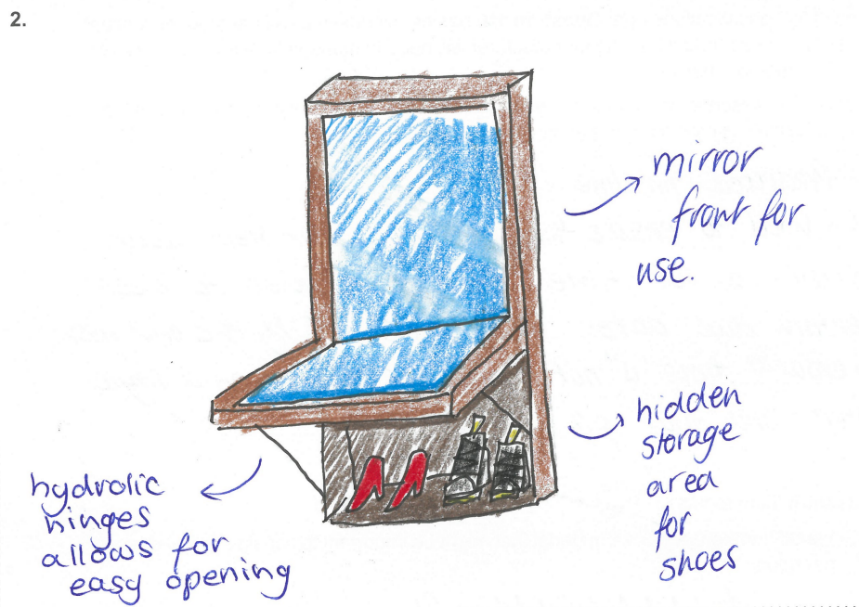 2.
mirror
front for
use.
hidden
storage
area
for
shoes
hydrolic
hinges
allows for
easy opening